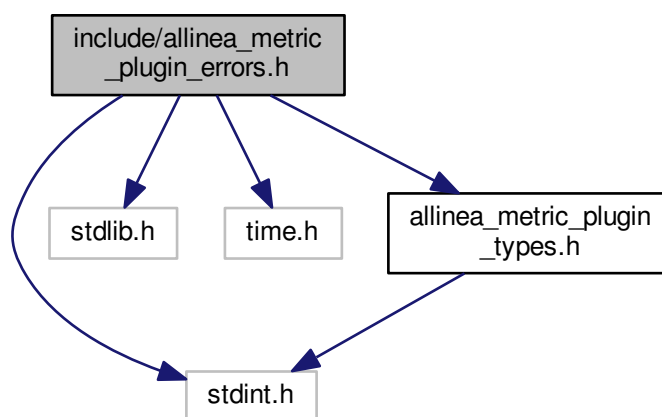 include/allinea_metric
_plugin_errors.h
stdlib.h
time.h
allinea_metric_plugin
_types.h
stdint.h